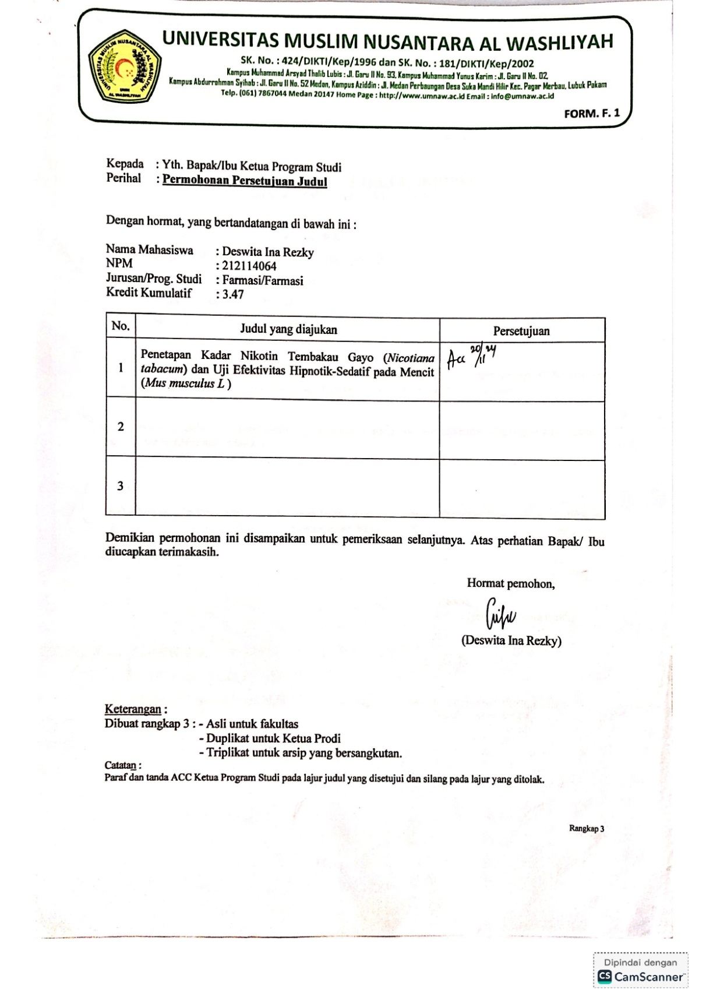 UNIVERSITAS MUSLIM NUSANTARA AL WASHLIYAH
SK. No. : 424/DIKTI/Kep/1996 dan SK. No. : 181/DIKTI/Kep/2002
Kampus Muhammad Arsyad Thalib Lubis : Jl. Garu II No. 93, Kampus Muhammad Yunus Karim : Jl. Garu II No. 02,
Kampus Abdurrahman Syihab : Jl. Garu II No. 52 Medan, Kampus Aziddin : Jl. Medan Perbaungan Desa Suka Mandi Hilir Kec. Pagar Merbau, Lubuk Pakam
Telp. (061) 7867044 Medan 20147 Home Page : http://www.umnaw.ac.id Email : info@umnaw.ac.id
UNIVERSITAS MUSLIM NUSANTARA AL WASHLIYAH
UMN
AL WASHLIYAH
FORM. F. 1
Kepada : Yth. Bapak/Ibu Ketua Program Studi
Perihal : Permohonan Persetujuan Judul
Dengan hormat, yang bertandatangan di bawah ini :
Nama Mahasiswa : Deswita Ina Rezky
NPM : 212114064
Jurusan/Prog. Studi : Farmasi/Farmasi
Kredit Kumulatif : 3.47
No. Judul yang diajukan Persetujuan
1 Penetapan Kadar Nikotin Tembakau Gayo (Nicotiana
tabacum) dan Uji Efektivitas Hipnotik-Sedatif pada Mencit
(Mus musculus L )
Acc 20/11 24
2
3
Demikian permohonan ini disampaikan untuk pemeriksaan selanjutnya. Atas perhatian Bapak/ Ibu
diucapkan terimakasih.
Hormat pemohon,
(Deswita Ina Rezky)
Keterangan :
Dibuat rangkap 3 : - Asli untuk fakultas
- Duplikat untuk Ketua Prodi
- Triplikat untuk arsip yang bersangkutan.
Catatan :
Paraf dan tanda ACC Ketua Program Studi pada lajur judul yang disetujui dan silang pada lajur yang ditolak.
Rangkap 3
Dipindai dengan
CS CamScanner